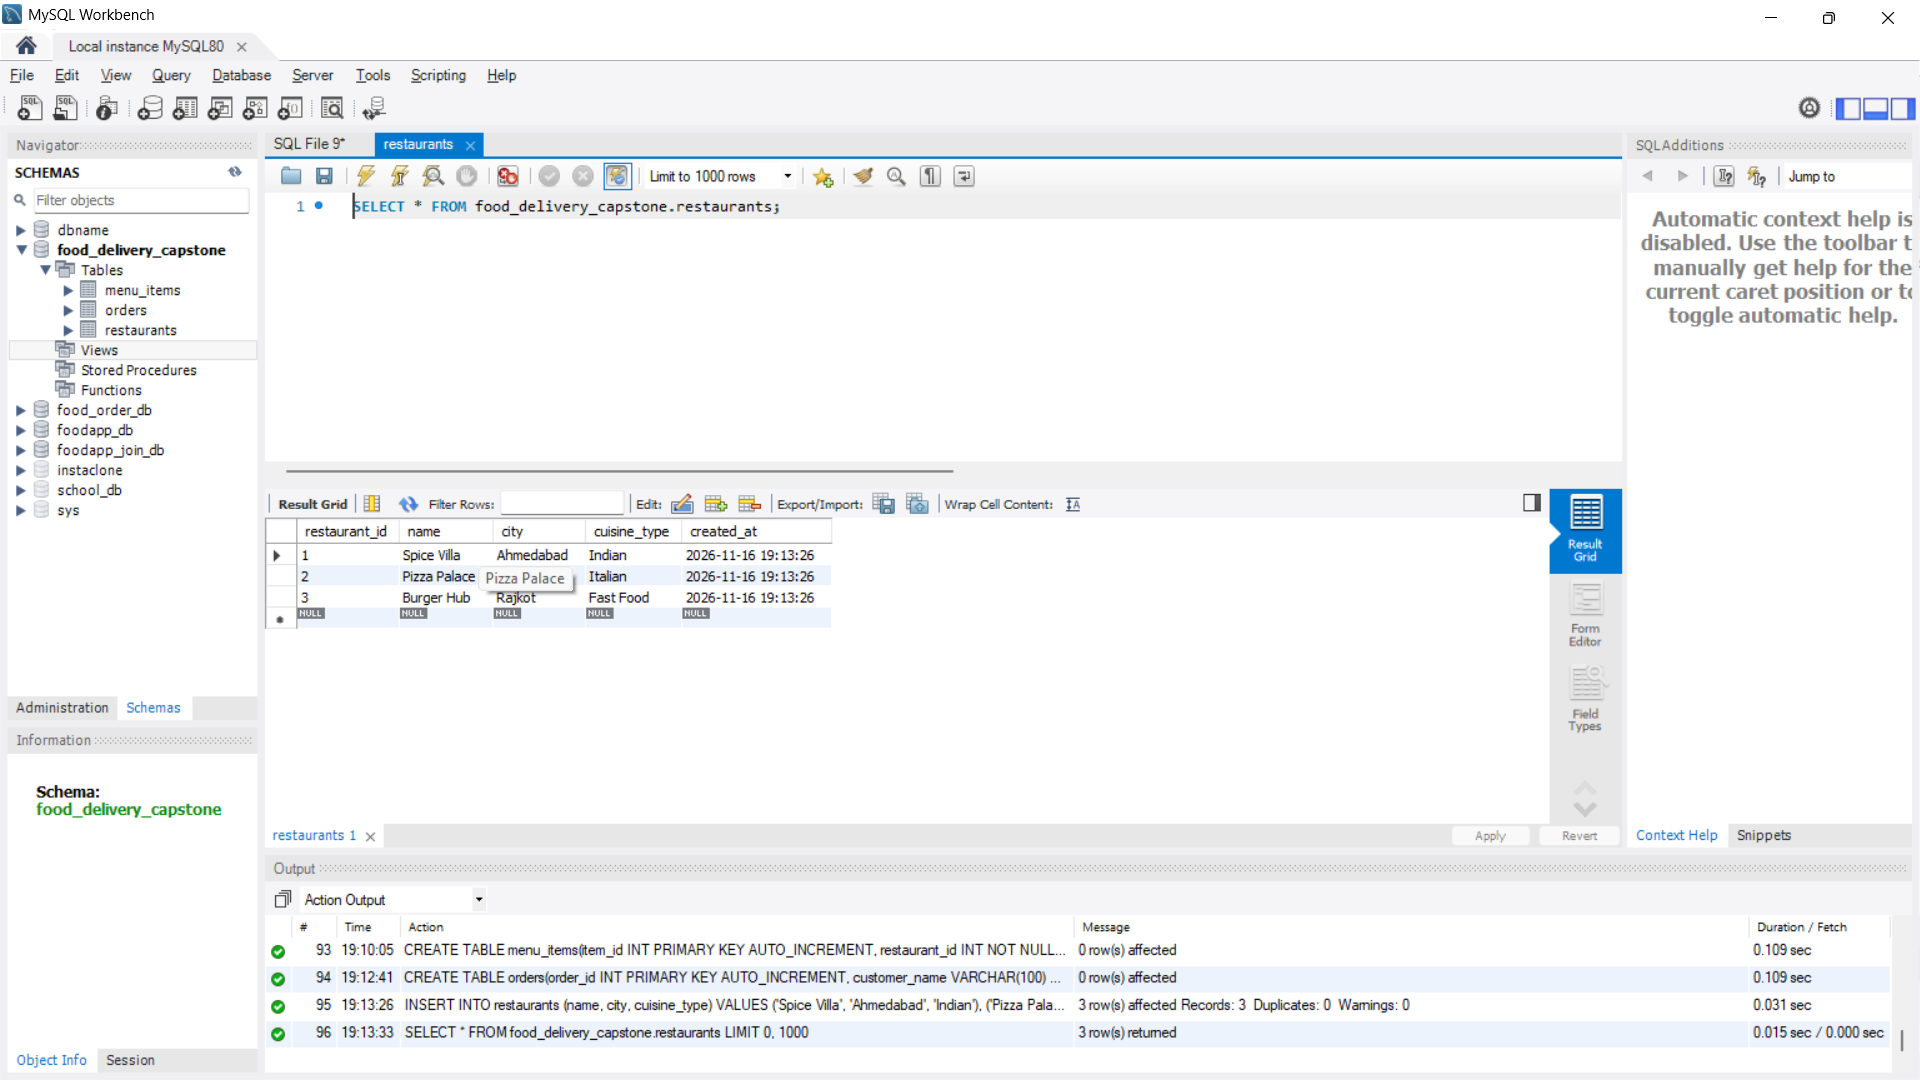 MySQL Workbench
Local instance MySQL80
File Edit View Query Database Server Tools Scripting Help
Navigator
SCHEMAS
Filter objects
dbname
food_delivery_capstone
Tables
menu_items
orders
restaurants
Views
Stored Procedures
Functions
food_order_db
foodapp_db
foodapp_join_db
instaclone
school_db
sys
Administration Schemas
Information
Schema:
food_delivery_capstone
Object Info Session
SQL File 9* restaurants
Limit to 1000 rows
1 SELECT * FROM food_delivery_capstone.restaurants;
Result Grid Filter Rows: Edit: Export/Import: Wrap Cell Content:
restaurant_id name city cuisine_type created_at
1 Spice Villa Ahmedabad Indian 2026-11-16 19:13:26
2 Pizza Palace Pizza Palace Italian 2026-11-16 19:13:26
3 Burger Hub Rajkot Fast Food 2026-11-16 19:13:26
NULL NULL NULL NULL NULL
Result
Grid
Form
Editor
Field
Types
restaurants 1
Apply Revert
SQLAdditions
Jump to
Automatic context help is
disabled. Use the toolbar t
manually get help for the
current caret position or to
toggle automatic help.
Context Help Snippets
Output
Action Output
# Time Action Message Duration / Fetch
93 19:10:05 CREATE TABLE menu_items(item_id INT PRIMARY KEY AUTO_INCREMENT, restaurant_id INT NOT NULL... 0 row(s) affected 0.109 sec
94 19:12:41 CREATE TABLE orders(order_id INT PRIMARY KEY AUTO_INCREMENT, customer_name VARCHAR(100) ... 0 row(s) affected 0.109 sec
95 19:13:26 INSERT INTO restaurants (name, city, cuisine_type) VALUES ('Spice Villa', 'Ahmedabad', 'Indian'), ('Pizza Pala... 3 row(s) affected Records: 3 Duplicates: 0 Warnings: 0 0.031 sec
96 19:13:33 SELECT * FROM food_delivery_capstone.restaurants LIMIT 0, 1000 3 row(s) returned 0.015 sec / 0.000 sec